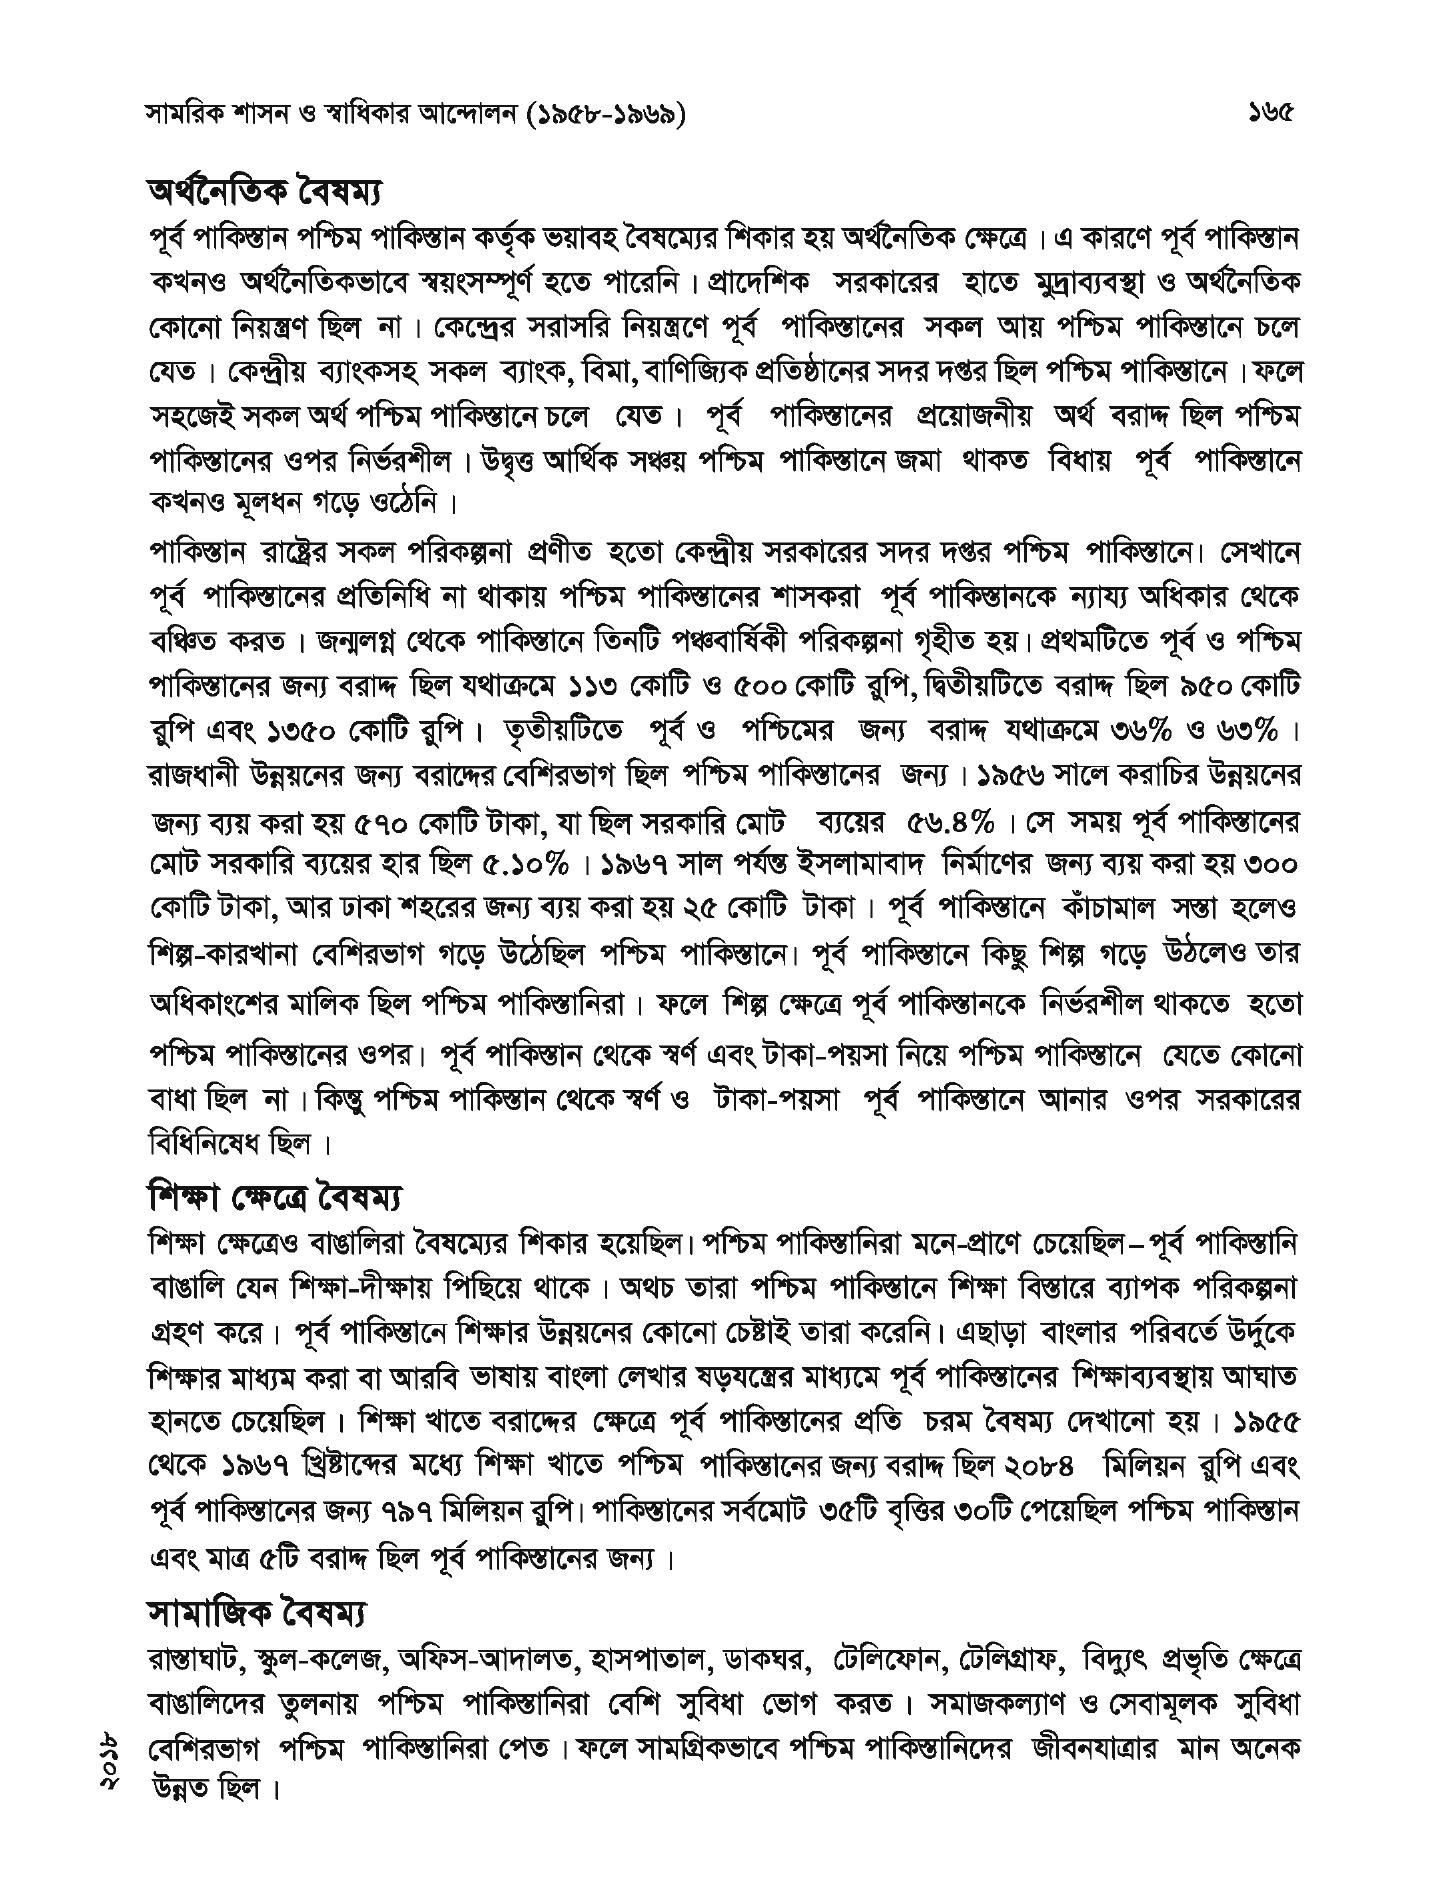 সামরিক শাসন ও স্বাধিকার আন্দোলন (১৯৫৮-১৯৬৯) ১৬৫
অর্থনৈতিক বৈষম্য
পূর্ব পাকিস্তান পশ্চিম পাকিস্তান কর্তৃক ভয়াবহ বৈষম্যের শিকার হয় অর্থনৈতিক ক্ষেত্রে । এ কারণে পূর্ব পাকিস্তান
কখনও অর্থনৈতিকভাবে স্বয়ংসম্পূর্ণ হতে পারেনি । প্রাদেশিক সরকারের হাতে মুদ্রাব্যবস্থা ও অর্থনৈতিক
কোনো নিয়ন্ত্রণ ছিল না । কেন্দ্রের সরাসরি নিয়ন্ত্রণে পূর্ব পাকিস্তানের সকল আয় পশ্চিম পাকিস্তানে চলে
যেত । কেন্দ্রীয় ব্যাংকসহ সকল ব্যাংক, বিমা, বাণিজ্যিক প্রতিষ্ঠানের সদর দপ্তর ছিল পশ্চিম পাকিস্তানে । ফলে
সহজেই সকল অর্থ পশ্চিম পাকিস্তানে চলে যেত । পূর্ব পাকিস্তানের প্রয়োজনীয় অর্থ বরাদ্দ ছিল পশ্চিম
পাকিস্তানের ওপর নির্ভরশীল । উদ্বৃত্ত আর্থিক সঞ্চয় পশ্চিম পাকিস্তানে জমা থাকত বিধায় পূর্ব পাকিস্তানে
কখনও মূলধন গড়ে ওঠেনি ।
পাকিস্তান রাষ্ট্রের সকল পরিকল্পনা প্রণীত হতো কেন্দ্রীয় সরকারের সদর দপ্তর পশ্চিম পাকিস্তানে। সেখানে
পূর্ব পাকিস্তানের প্রতিনিধি না থাকায় পশ্চিম পাকিস্তানের শাসকরা পূর্ব পাকিস্তানকে ন্যায্য অধিকার থেকে
বঞ্চিত করত । জন্মলগ্ন থেকে পাকিস্তানে তিনটি পঞ্চবার্ষিকী পরিকল্পনা গৃহীত হয়। প্রথমটিতে পূর্ব ও পশ্চিম
পাকিস্তানের জন্য বরাদ্দ ছিল যথাক্রমে ১১৩ কোটি ও ৫০০ কোটি রুপি, দ্বিতীয়টিতে বরাদ্দ ছিল ৯৫০ কোটি
রুপি এবং ১৩৫০ কোটি রুপি । তৃতীয়টিতে পূর্ব ও পশ্চিমের জন্য বরাদ্দ যথাক্রমে ৩৬% ও ৬৩% ।
রাজধানী উন্নয়নের জন্য বরাদ্দের বেশিরভাগ ছিল পশ্চিম পাকিস্তানের জন্য । ১৯৫৬ সালে করাচির উন্নয়নের
জন্য ব্যয় করা হয় ৫৭০ কোটি টাকা, যা ছিল সরকারি মোট ব্যয়ের ৫৬.৪% । সে সময় পূর্ব পাকিস্তানের
মোট সরকারি ব্যয়ের হার ছিল ৫.১০% । ১৯৬৭ সাল পর্যন্ত ইসলামাবাদ নির্মাণের জন্য ব্যয় করা হয় ৩০০
কোটি টাকা, আর ঢাকা শহরের জন্য ব্যয় করা হয় ২৫ কোটি টাকা । পূর্ব পাকিস্তানে কাঁচামাল সস্তা হলেও
শিল্প-কারখানা বেশিরভাগ গড়ে উঠেছিল পশ্চিম পাকিস্তানে। পূর্ব পাকিস্তানে কিছু শিল্প গড়ে উঠলেও তার
অধিকাংশের মালিক ছিল পশ্চিম পাকিস্তানিরা । ফলে শিল্প ক্ষেত্রে পূর্ব পাকিস্তানকে নির্ভরশীল থাকতে হতো
পশ্চিম পাকিস্তানের ওপর। পূর্ব পাকিস্তান থেকে স্বর্ণ এবং টাকা-পয়সা নিয়ে পশ্চিম পাকিস্তানে যেতে কোনো
বাধা ছিল না । কিন্তু পশ্চিম পাকিস্তান থেকে স্বর্ণ ও টাকা-পয়সা পূর্ব পাকিস্তানে আনার ওপর সরকারের
বিধিনিষেধ ছিল ।
শিক্ষা ক্ষেত্রে বৈষম্য
শিক্ষা ক্ষেত্রেও বাঙালিরা বৈষম্যের শিকার হয়েছিল। পশ্চিম পাকিস্তানিরা মনে-প্রাণে চেয়েছিল–পূর্ব পাকিস্তানি
বাঙালি যেন শিক্ষা-দীক্ষায় পিছিয়ে থাকে । অথচ তারা পশ্চিম পাকিস্তানে শিক্ষা বিস্তারে ব্যাপক পরিকল্পনা
গ্রহণ করে । পূর্ব পাকিস্তানে শিক্ষার উন্নয়নের কোনো চেষ্টাই তারা করেনি। এছাড়া বাংলার পরিবর্তে উর্দুকে
শিক্ষার মাধ্যম করা বা আরবি ভাষায় বাংলা লেখার ষড়যন্ত্রের মাধ্যমে পূর্ব পাকিস্তানের শিক্ষাব্যবস্থায় আঘাত
হানতে চেয়েছিল । শিক্ষা খাতে বরাদ্দের ক্ষেত্রে পূর্ব পাকিস্তানের প্রতি চরম বৈষম্য দেখানো হয় । ১৯৫৫
থেকে ১৯৬৭ খ্রিষ্টাব্দের মধ্যে শিক্ষা খাতে পশ্চিম পাকিস্তানের জন্য বরাদ্দ ছিল ২০৮৪ মিলিয়ন রুপি এবং
পূর্ব পাকিস্তানের জন্য ৭৯৭ মিলিয়ন রুপি। পাকিস্তানের সর্বমোট ৩৫টি বৃত্তির ৩০টি পেয়েছিল পশ্চিম পাকিস্তান
এবং মাত্র ৫টি বরাদ্দ ছিল পূর্ব পাকিস্তানের জন্য ।
সামাজিক বৈষম্য
রাস্তাঘাট, স্কুল-কলেজ, অফিস-আদালত, হাসপাতাল, ডাকঘর, টেলিফোন, টেলিগ্রাফ, বিদ্যুৎ প্রভৃতি ক্ষেত্রে
বাঙালিদের তুলনায় পশ্চিম পাকিস্তানিরা বেশি সুবিধা ভোগ করত । সমাজকল্যাণ ও সেবামূলক সুবিধা
বেশিরভাগ পশ্চিম পাকিস্তানিরা পেত । ফলে সামগ্রিকভাবে পশ্চিম পাকিস্তানিদের জীবনযাত্রার মান অনেক
উন্নত ছিল ।
২০১৮